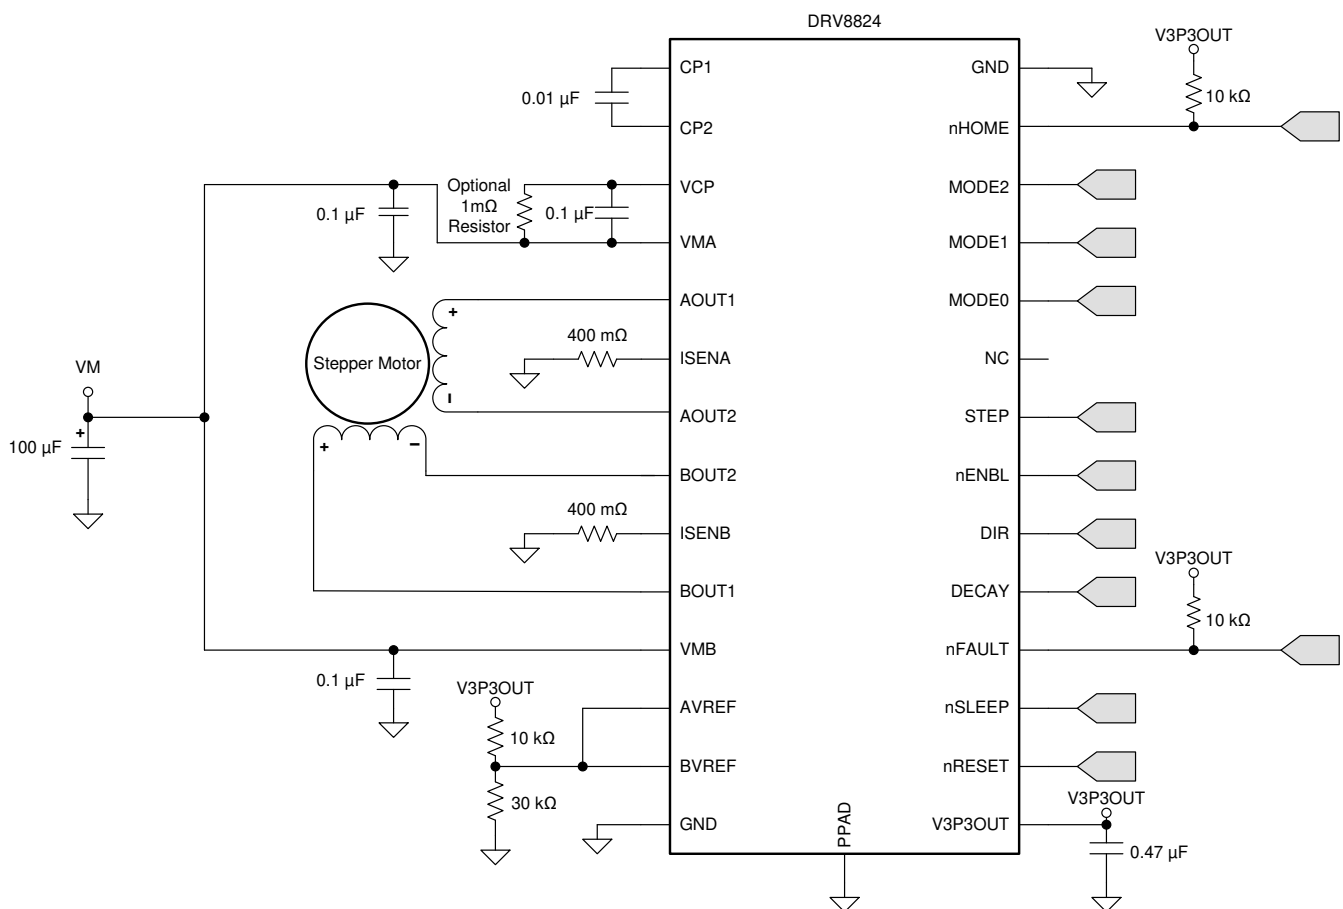 DRV8824
CP1
CP2
VCP
VMA
AOUT1
ISENA
AOUT2
BOUT2
ISENB
BOUT1
VMB
AVREF
BVREF
GND
PPAD
GND
nHOME
MODE2
MODE1
MODE0
NC
STEP
nENBL
DIR
DECAY
nFAULT
nSLEEP
nRESET
V3P3OUT
0.01 µF
Optional
1mΩ
Resistor
0.1 µF
0.1 µF
+
−
400 mΩ
Stepper Motor
+
−
400 mΩ
VM
+
100 µF
0.1 µF
V3P3OUT
10 kΩ
30 kΩ
V3P3OUT
10 kΩ
V3P3OUT
10 kΩ
V3P3OUT
0.47 µF